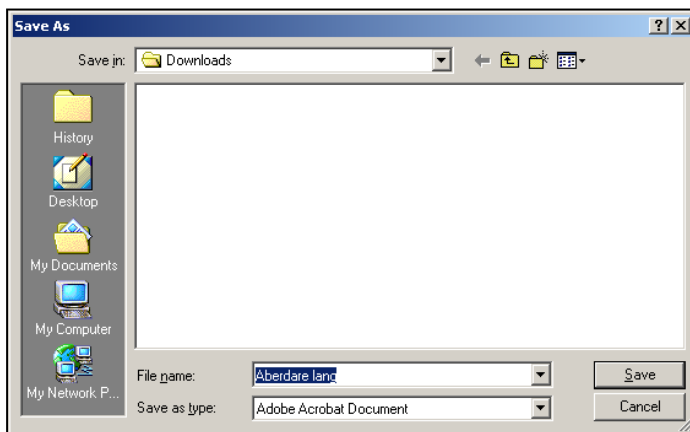 Save As
Save in: Downloads
History
Desktop
My Documents
My Computer
My Network P...
File name: Aberdare lang
Save as type: Adobe Acrobat Document
Save
Cancel